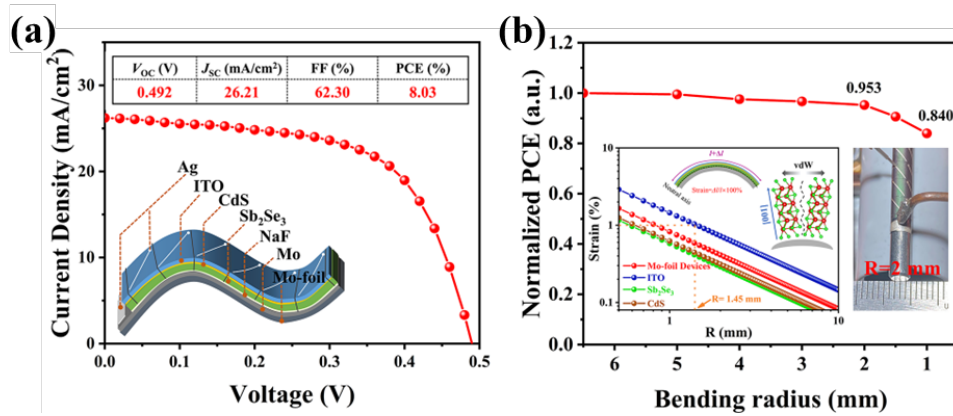 (a)
V_OC (V) J_SC (mA/cm²) FF (%) PCE (%)
0.492 26.21 62.30 8.03
Ag
ITO
CdS
Sb₂Se₃
NaF
Mo
Mo-foil
Current Density (mA/cm²)
30
20
10
0
0.0 0.1 0.2 0.3 0.4 0.5
Voltage (V)
(b)
Normalized PCE (a.u.)
1.2
1.0
0.8
0.6
0.4
0.2
0.0
0.953
0.840
Strain (%)
10
1
0.1
l+Δl
Neutral axis
vdW
[001]
Mo-foil Devices
ITO
Sb₂Se₃
CdS
R=1.45 mm
1 10
R (mm)
R=2 mm
6 5 4 3 2 1
Bending radius (mm)